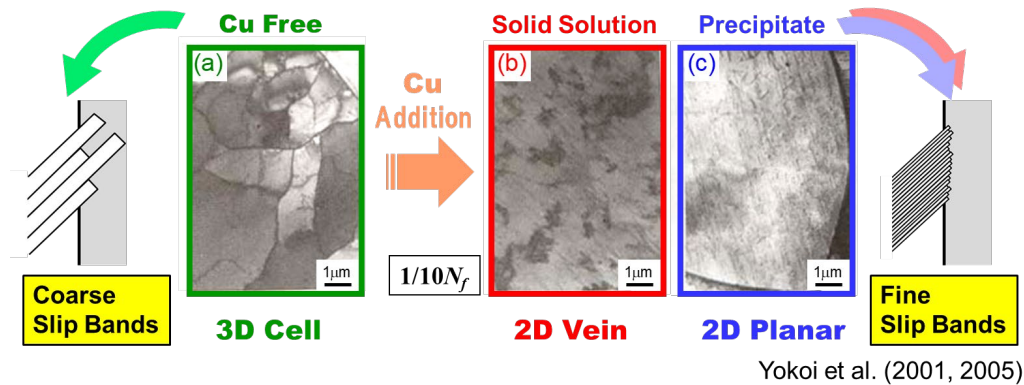 Cu Free
Solid Solution
Precipitate
(a)
(b)
(c)
Cu
Addition
1μm
1μm
1μm
1/10Nf
Coarse
Slip Bands
Fine
Slip Bands
3D Cell
2D Vein
2D Planar
Yokoi et al. (2001, 2005)